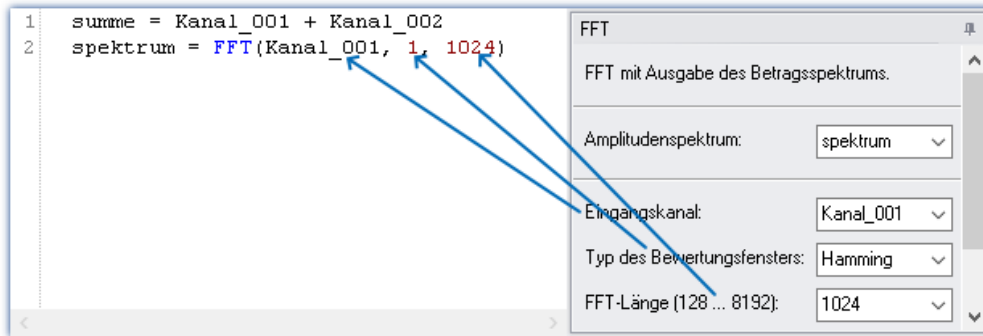 1 summe = Kanal_001 + Kanal_002
2 spektrum = FFT(Kanal_001, 1, 1024)
FFT
FFT mit Ausgabe des Betragsspektrums.
Amplitudenspektrum: spektrum
Eingangskanal: Kanal_001
Typ des Bewertungsfensters: Hamming
FFT-Länge (128 ... 8192): 1024